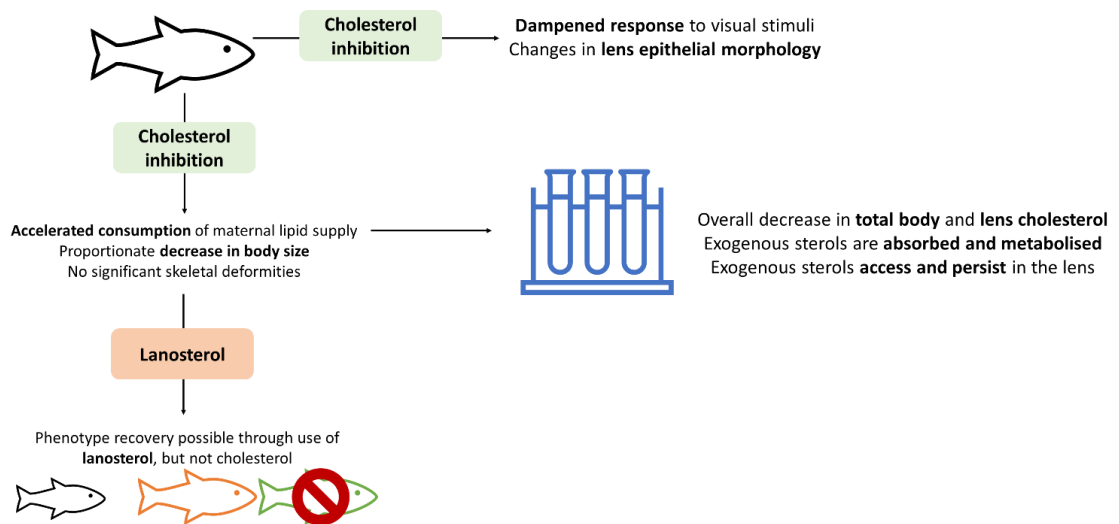 Cholesterol
inhibition
Dampened response to visual stimuli
Changes in lens epithelial morphology
Cholesterol
inhibition
Accelerated consumption of maternal lipid supply
Proportionate decrease in body size
No significant skeletal deformities
Overall decrease in total body and lens cholesterol
Exogenous sterols are absorbed and metabolised
Exogenous sterols access and persist in the lens
Lanosterol
Phenotype recovery possible through use of
lanosterol, but not cholesterol